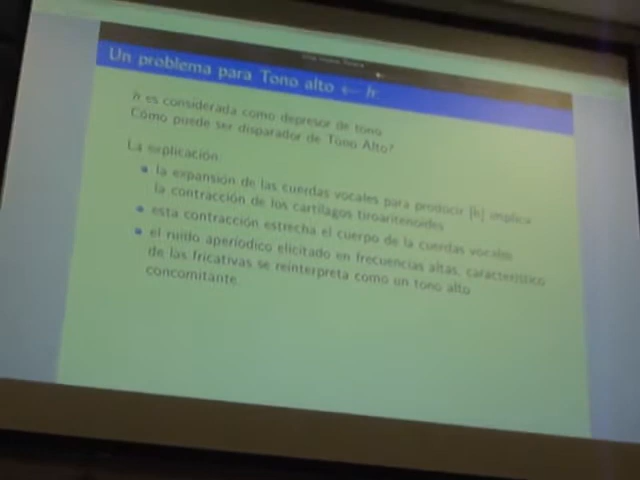 Un problema para Tono alto ← h
h es considerada como depresor de tono
Cómo puede ser disparador de Tono Alto?
La explicación:
la expansión de las cuerdas vocales para producir [h] implica
la contracción de los cartílagos tiroaritenoides
esta contracción estrecha el cuerpo de la cuerdas vocales
el ruido aperíodico elicitado en frecuencias altas, característico
de las fricativas se reinterpreta como un tono alto
concomitante.